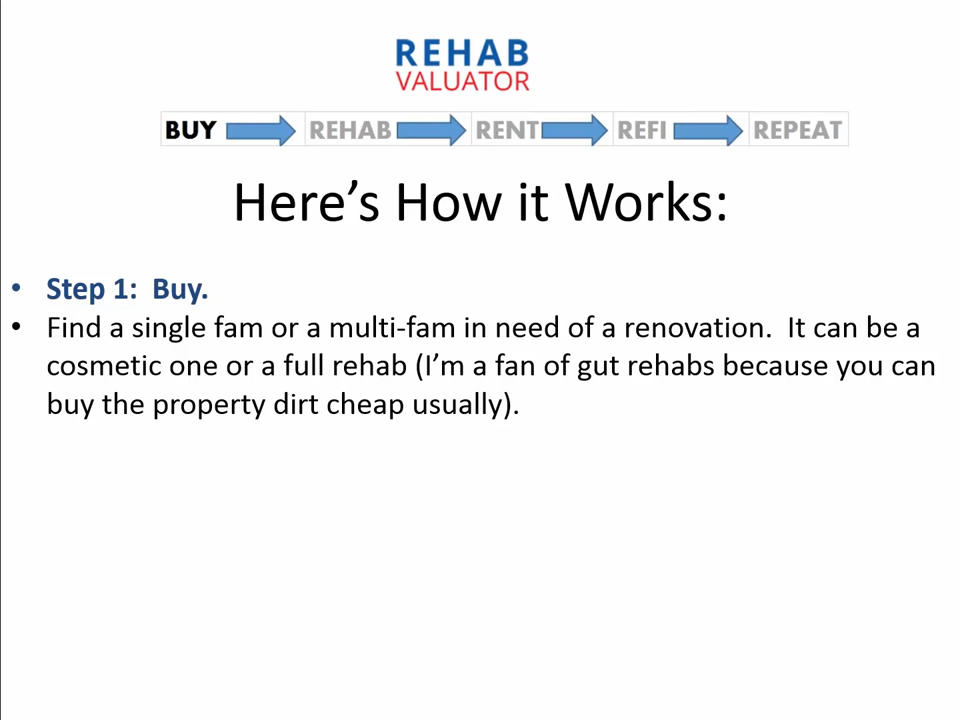 REHAB
VALUATOR
BUY REHAB RENT REFI REPEAT
Here's How it Works:
• Step 1:  Buy.
• Find a single fam or a multi-fam in need of a renovation.  It can be a
cosmetic one or a full rehab (I'm a fan of gut rehabs because you can
buy the property dirt cheap usually).